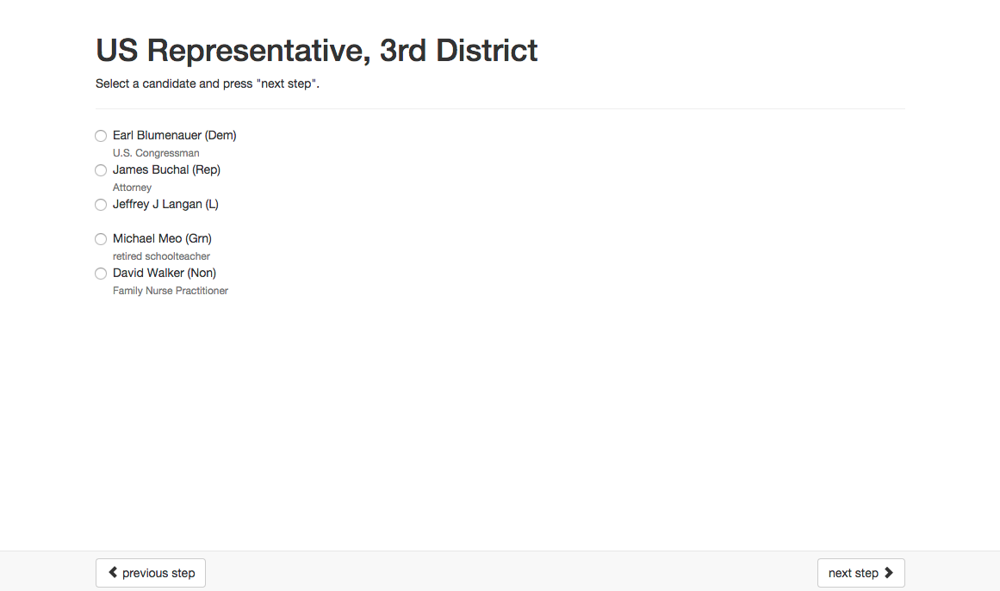 US Representative, 3rd District
Select a candidate and press "next step".
Earl Blumenauer (Dem)
U.S. Congressman
James Buchal (Rep)
Attorney
Jeffrey J Langan (L)
Michael Meo (Grn)
retired schoolteacher
David Walker (Non)
Family Nurse Practitioner
previous step
next step